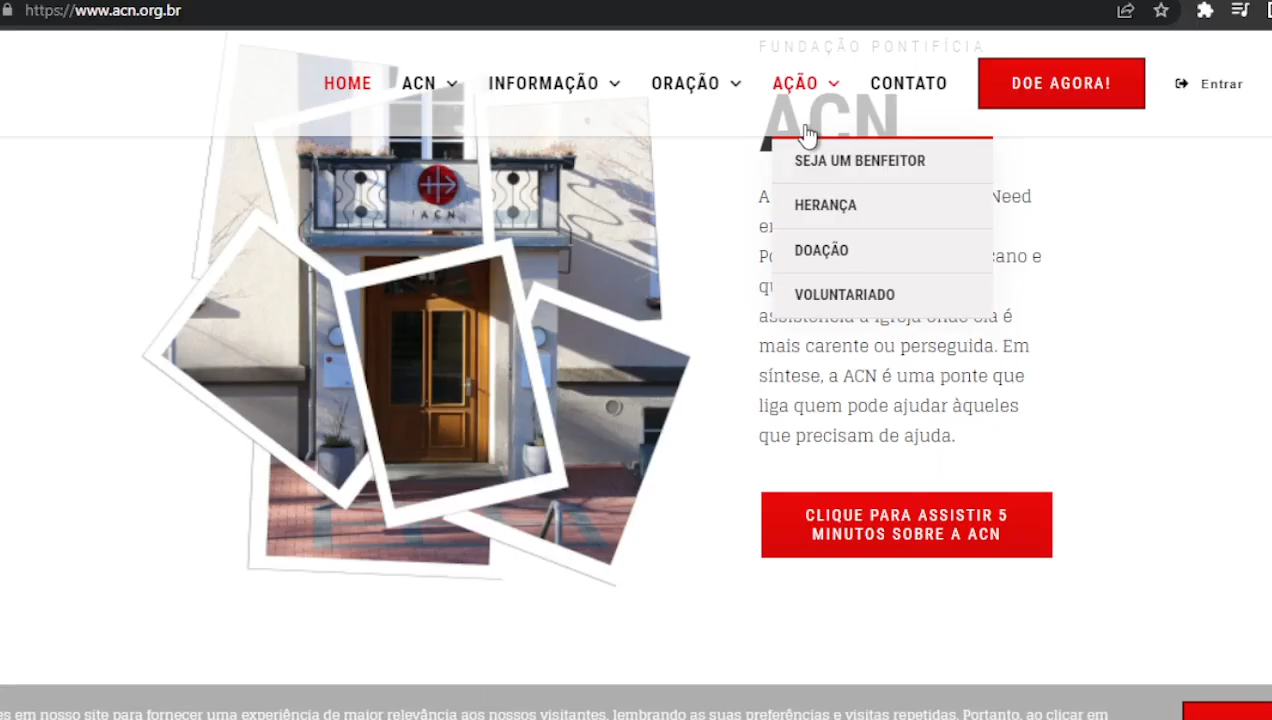 https://www.acn.org.br
FUNDAÇÃO PONTIFÍCIA
HOME ACN INFORMAÇÃO ORAÇÃO AÇÃO CONTATO DOE AGORA! Entrar
ACN
SEJA UM BENFEITOR
HERANÇA
DOAÇÃO
VOLUNTARIADO
ACN
A Need
mais carente ou perseguida. Em
síntese, a ACN é uma ponte que
liga quem pode ajudar àqueles
que precisam de ajuda.
CLIQUE PARA ASSISTIR 5
MINUTOS SOBRE A ACN
em nosso site para fornecer uma experiência de maior relevância aos nossos visitantes, lembrando as suas preferências e visitas repetidas. Portanto, ao clicar em